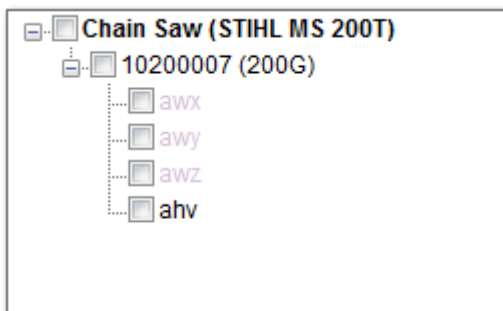 Chain Saw (STIHL MS 200T)
10200007 (200G)
awx
awy
awz
ahv